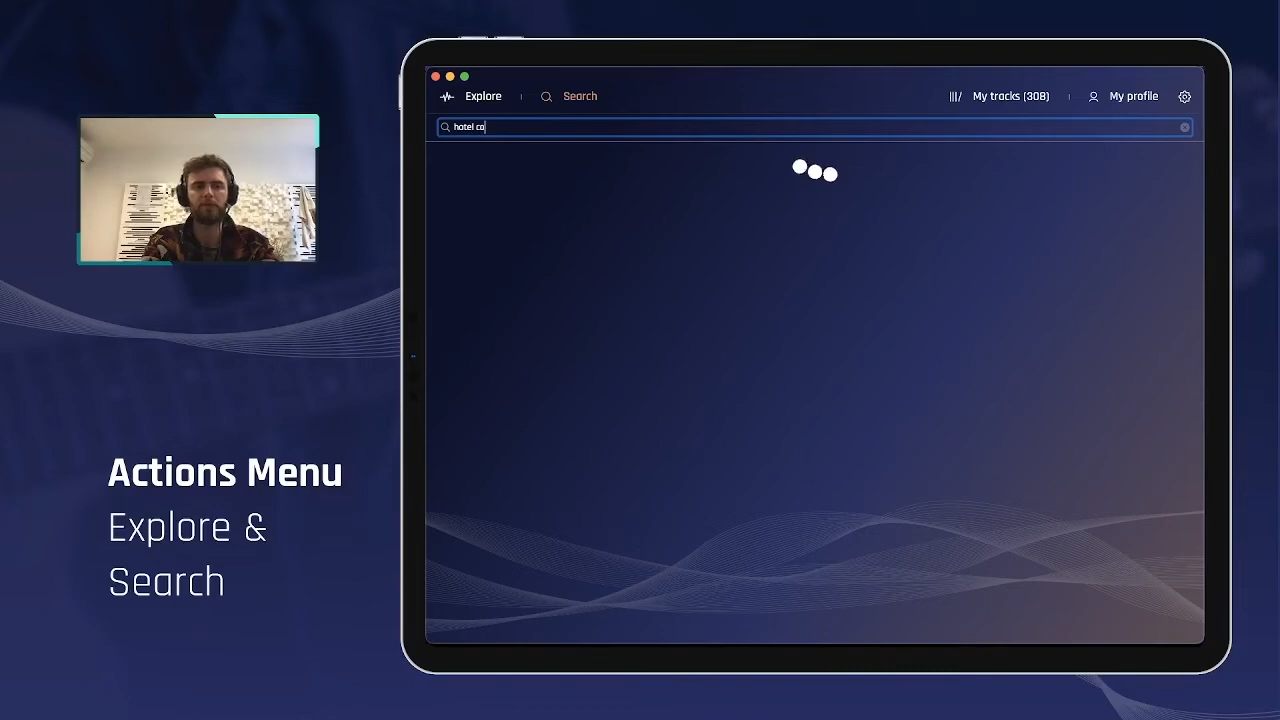 Explore
Search
My tracks (308)
My profile
hotel ca
Actions Menu
Explore &
Search